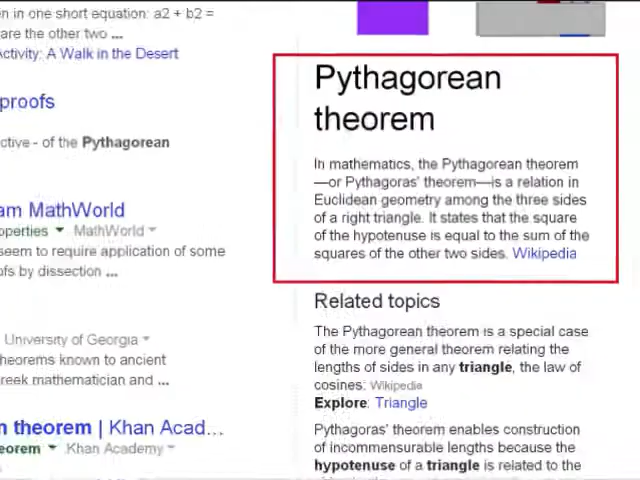 en in one short equation: a2 + b2 =
are the other two ...
Activity: A Walk in the Desert
proofs
ctive - of the Pythagorean
am MathWorld
operties ▼ MathWorld ▼
seem to require application of some
ofs by dissection ...
University of Georgia ▼
theorems known to ancient
reek mathematician and ...
n theorem | Khan Acad...
eorem ▼ Khan Academy ▼
Pythagorean
theorem
In mathematics, the Pythagorean theorem
—or Pythagoras' theorem—is a relation in
Euclidean geometry among the three sides
of a right triangle. It states that the square
of the hypotenuse is equal to the sum of the
squares of the other two sides. Wikipedia
Related topics
The Pythagorean theorem is a special case
of the more general theorem relating the
lengths of sides in any triangle, the law of
cosines: Wikipedia
Explore: Triangle
Pythagoras' theorem enables construction
of incommensurable lengths because the
hypotenuse of a triangle is related to the